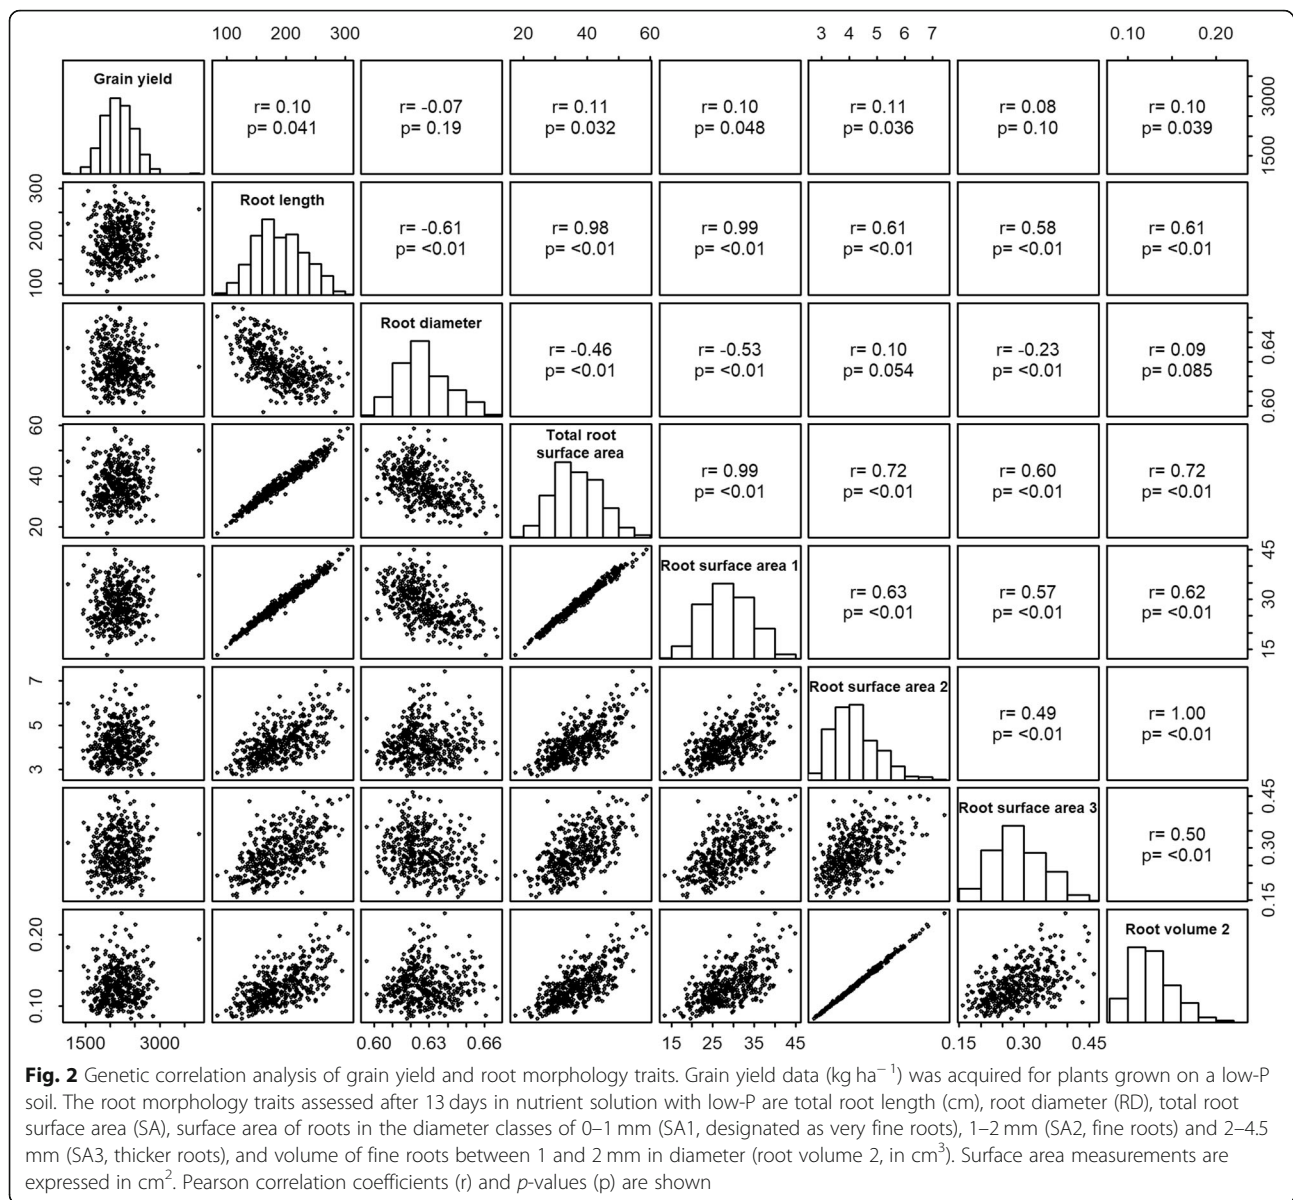 100 200 300 20 40 60 3 4 5 6 7 0.10 0.20
Grain yield
r= 0.10 r= -0.07 r= 0.11 r= 0.10 r= 0.11 r= 0.08 r= 0.10
p= 0.041 p= 0.19 p= 0.032 p= 0.048 p= 0.036 p= 0.10 p= 0.039
1500 3000
100 200 300
Root length
r= -0.61 r= 0.98 r= 0.99 r= 0.61 r= 0.58 r= 0.61
p= <0.01 p= <0.01 p= <0.01 p= <0.01 p= <0.01 p= <0.01
Root diameter
r= -0.46 r= -0.53 r= 0.10 r= -0.23 r= 0.09
p= <0.01 p= <0.01 p= 0.054 p= <0.01 p= 0.085
0.60 0.64
20 40 60
Total root
surface area
r= 0.99 r= 0.72 r= 0.60 r= 0.72
p= <0.01 p= <0.01 p= <0.01 p= <0.01
Root surface area 1
r= 0.63 r= 0.57 r= 0.62
p= <0.01 p= <0.01 p= <0.01
15 30 45
3 5 7
Root surface area 2
r= 0.49 r= 1.00
p= <0.01 p= <0.01
Root surface area 3
r= 0.50
p= <0.01
0.15 0.30 0.45
0.10 0.20
Root volume 2
1500 3000 0.60 0.63 0.66 15 25 35 45 0.15 0.30 0.45
Fig. 2 Genetic correlation analysis of grain yield and root morphology traits. Grain yield data (kg ha⁻¹) was acquired for plants grown on a low-P
soil. The root morphology traits assessed after 13 days in nutrient solution with low-P are total root length (cm), root diameter (RD), total root
surface area (SA), surface area of roots in the diameter classes of 0–1 mm (SA1, designated as very fine roots), 1–2 mm (SA2, fine roots) and 2–4.5
mm (SA3, thicker roots), and volume of fine roots between 1 and 2 mm in diameter (root volume 2, in cm³). Surface area measurements are
expressed in cm². Pearson correlation coefficients (r) and p-values (p) are shown